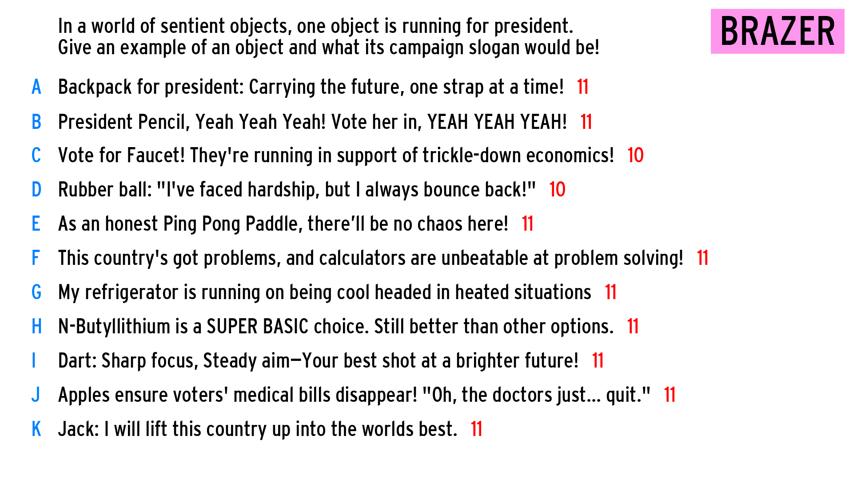 In a world of sentient objects, one object is running for president.
Give an example of an object and what its campaign slogan would be!
BRAZER
A Backpack for president: Carrying the future, one strap at a time! 11
B President Pencil, Yeah Yeah Yeah! Vote her in, YEAH YEAH YEAH! 11
C Vote for Faucet! They're running in support of trickle-down economics! 10
D Rubber ball: "I've faced hardship, but I always bounce back!" 10
E As an honest Ping Pong Paddle, there’ll be no chaos here! 11
F This country's got problems, and calculators are unbeatable at problem solving! 11
G My refrigerator is running on being cool headed in heated situations 11
H N-Butyllithium is a SUPER BASIC choice. Still better than other options. 11
I Dart: Sharp focus, Steady aim—Your best shot at a brighter future! 11
J Apples ensure voters' medical bills disappear! "Oh, the doctors just... quit." 11
K Jack: I will lift this country up into the worlds best. 11